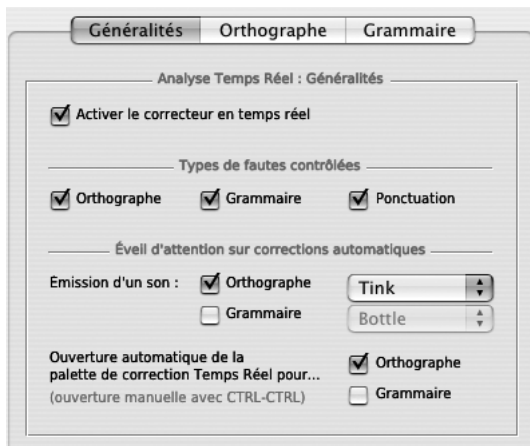 Généralités Orthographe Grammaire
Analyse Temps Réel : Généralités
Activer le correcteur en temps réel
Types de fautes contrôlées
Orthographe Grammaire Ponctuation
Éveil d'attention sur corrections automatiques
Émission d'un son : Orthographe Tink
Grammaire Bottle
Ouverture automatique de la
palette de correction Temps Réel pour... Orthographe
(ouverture manuelle avec CTRL-CTRL) Grammaire